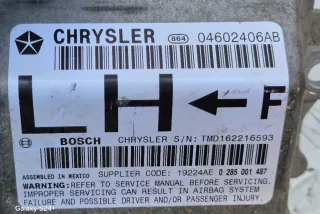 CHRYSLER 864 04602406AB
LH ← F
BOSCH CHRYSLER S/N: TMD162216593
ASSEMBLED IN MEXICO SUPPLIER CODE: 19224AE 0 285 001 487
WARNING: REFER TO SERVICE MANUAL BEFORE SERVICING.
IMPROPER SERVICING CAN RESULT IN AIRBAG SYSTEM
FAILURE AND POSSIBLE DRIVER AND/OR PASSENGER INJURY.
Galaxy S24+